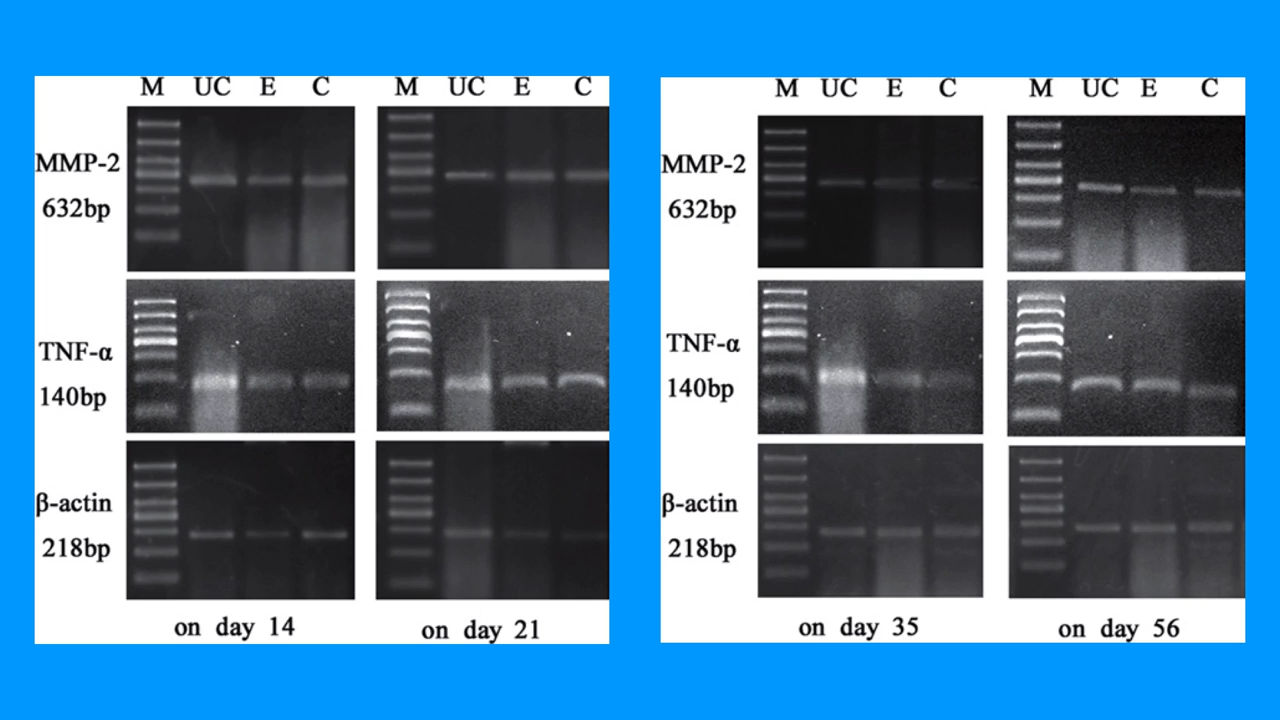 M UC E C M UC E C
MMP-2
632bp
TNF-α
140bp
β-actin
218bp
on day 14 on day 21
M UC E C M UC E C
MMP-2
632bp
TNF-α
140bp
β-actin
218bp
on day 35 on day 56